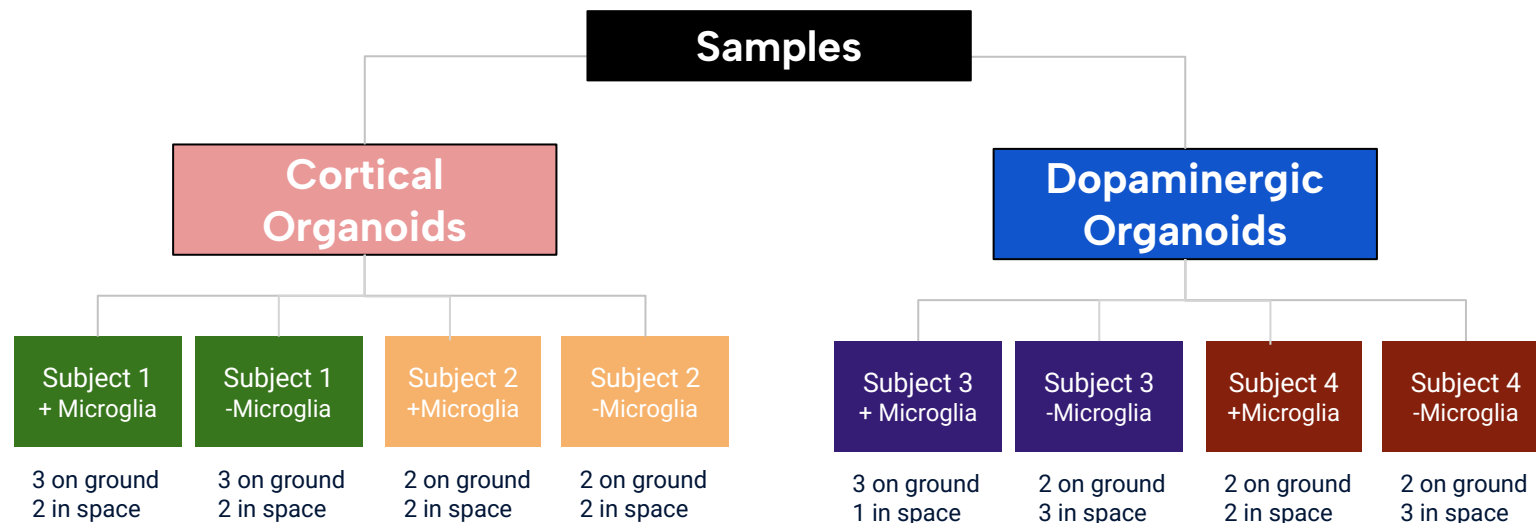 Samples
Cortical
Organoids
Dopaminergic
Organoids
Subject 1
+ Microglia
Subject 1
-Microglia
Subject 2
+Microglia
Subject 2
-Microglia
Subject 3
+ Microglia
Subject 3
-Microglia
Subject 4
+Microglia
Subject 4
-Microglia
3 on ground
2 in space
3 on ground
2 in space
2 on ground
2 in space
2 on ground
2 in space
3 on ground
1 in space
2 on ground
3 in space
2 on ground
2 in space
2 on ground
3 in space